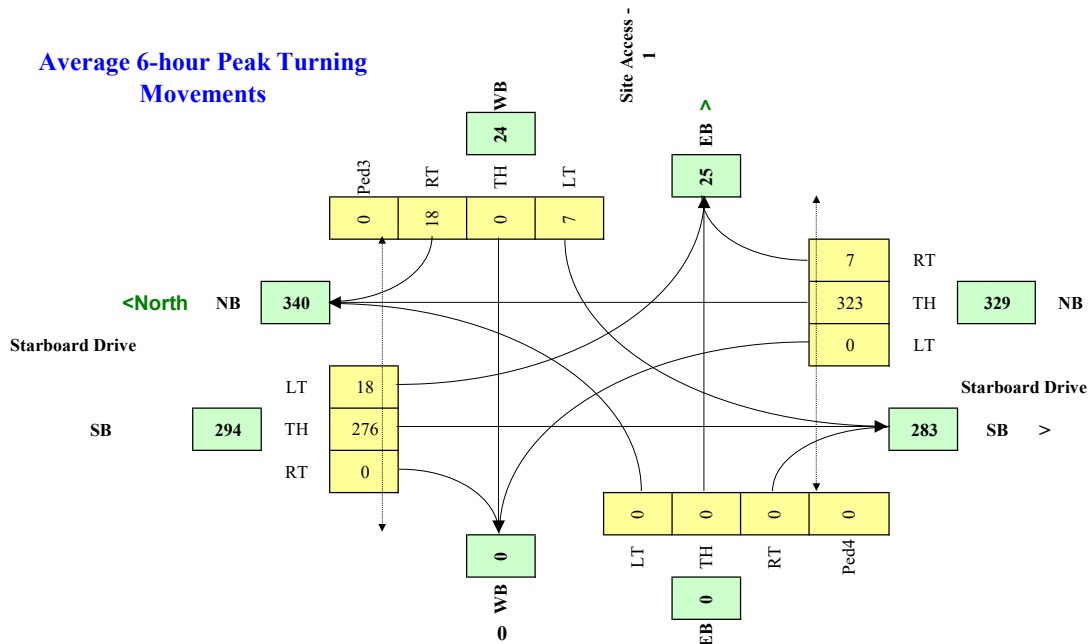 Average 6-hour Peak Turning
Movements
Site Access -
1
WB
24
EB >
25
Ped3
RT
TH
LT
0
18
0
7
7
RT
<North
NB
340
323
TH
329
NB
0
LT
Starboard Drive
LT
18
Starboard Drive
SB
294
TH
276
283
SB
>
RT
0
0
0
0
0
LT
TH
RT
Ped4
0
WB
0
0
EB